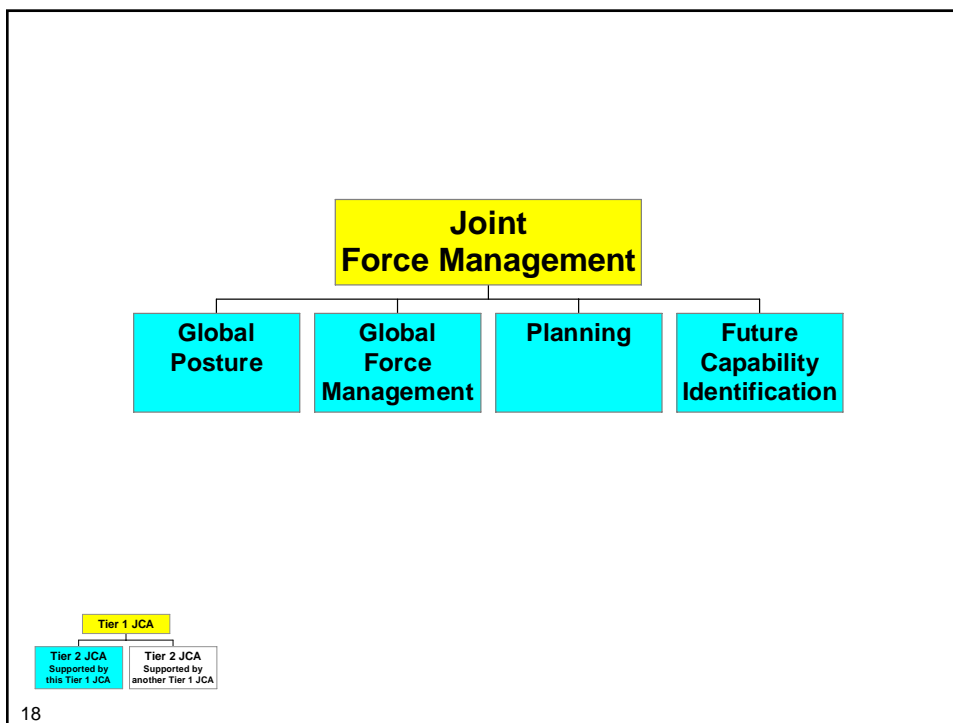 Joint
Force Management
Global
Posture
Global
Force
Management
Planning
Future
Capability
Identification
Tier 1 JCA
Tier 2 JCA
Supported by
this Tier 1 JCA
Tier 2 JCA
Supported by
another Tier 1 JCA
18